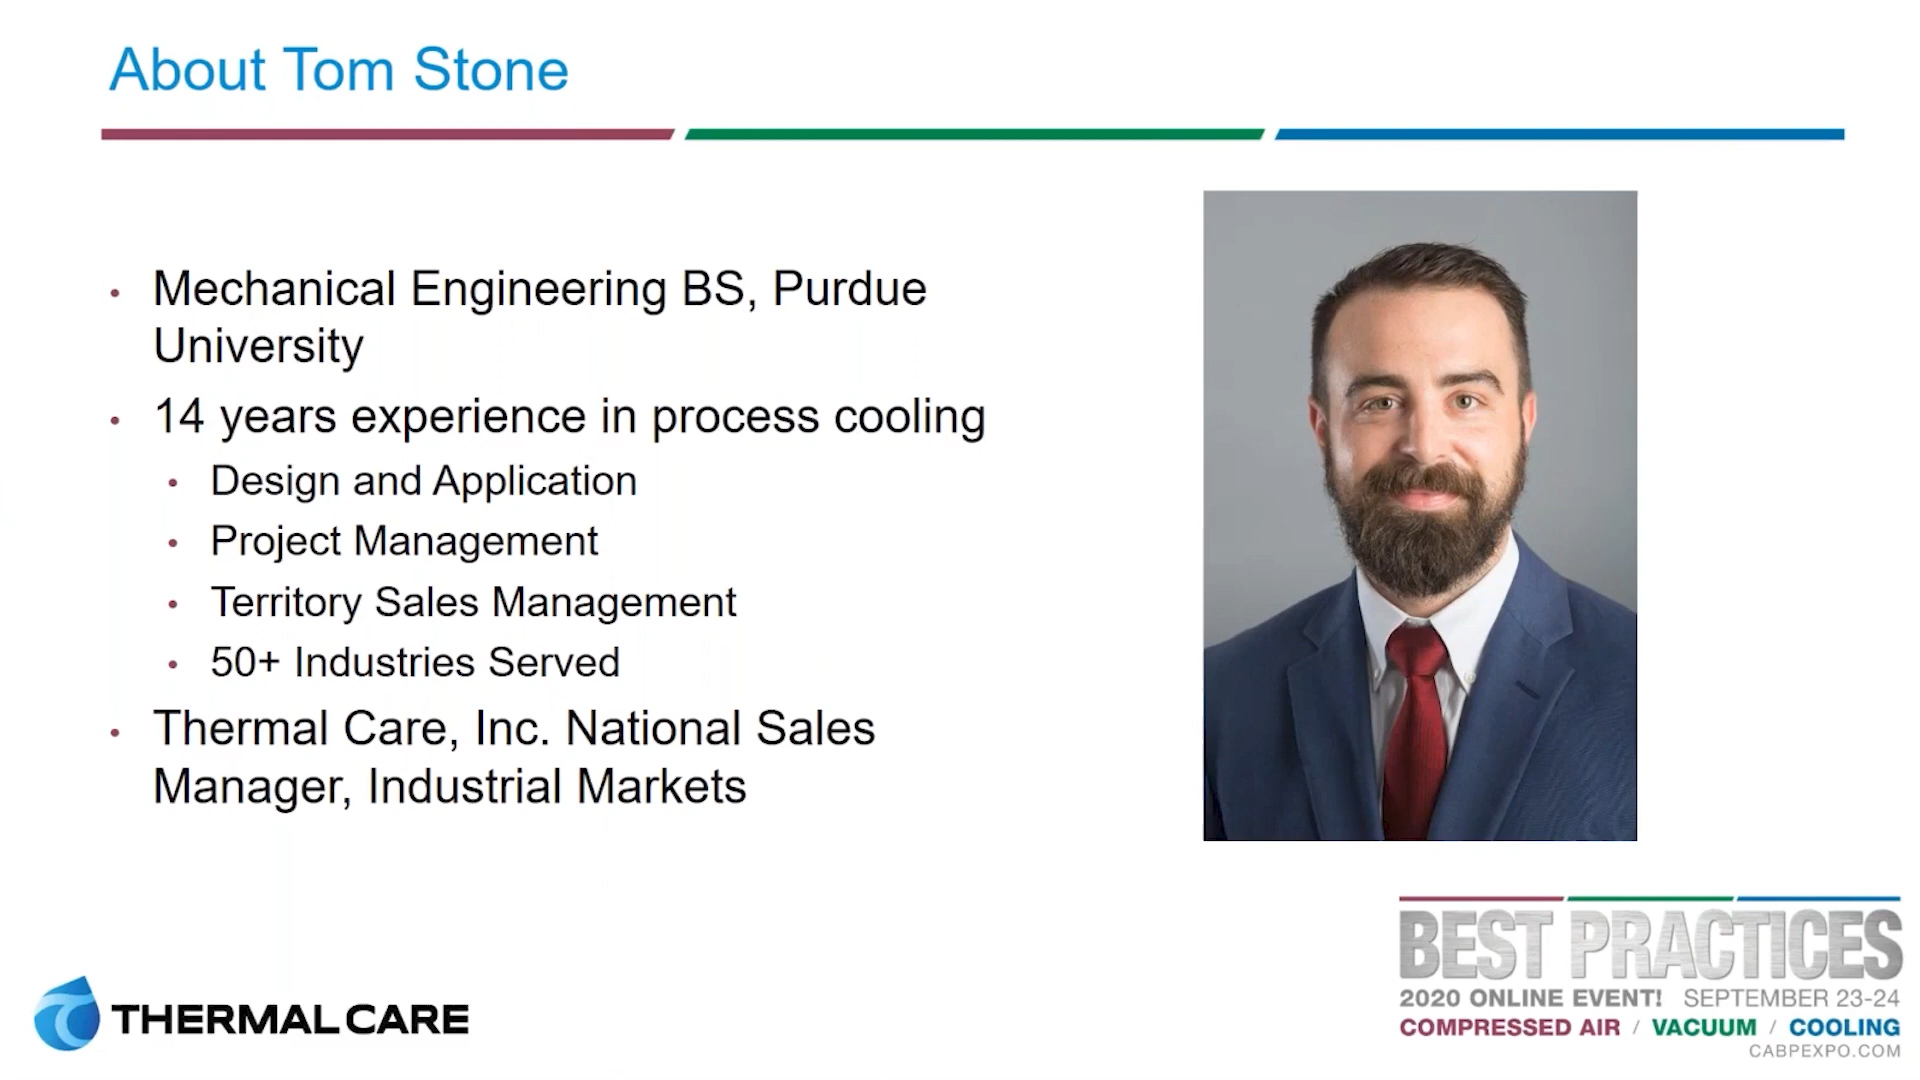 About Tom Stone
• Mechanical Engineering BS, Purdue
University
• 14 years experience in process cooling
• Design and Application
• Project Management
• Territory Sales Management
• 50+ Industries Served
• Thermal Care, Inc. National Sales
Manager, Industrial Markets
THERMAL CARE
BEST PRACTICES
2020 ONLINE EVENT! SEPTEMBER 23-24
COMPRESSED AIR / VACUUM / COOLING
CABPEXPO.COM